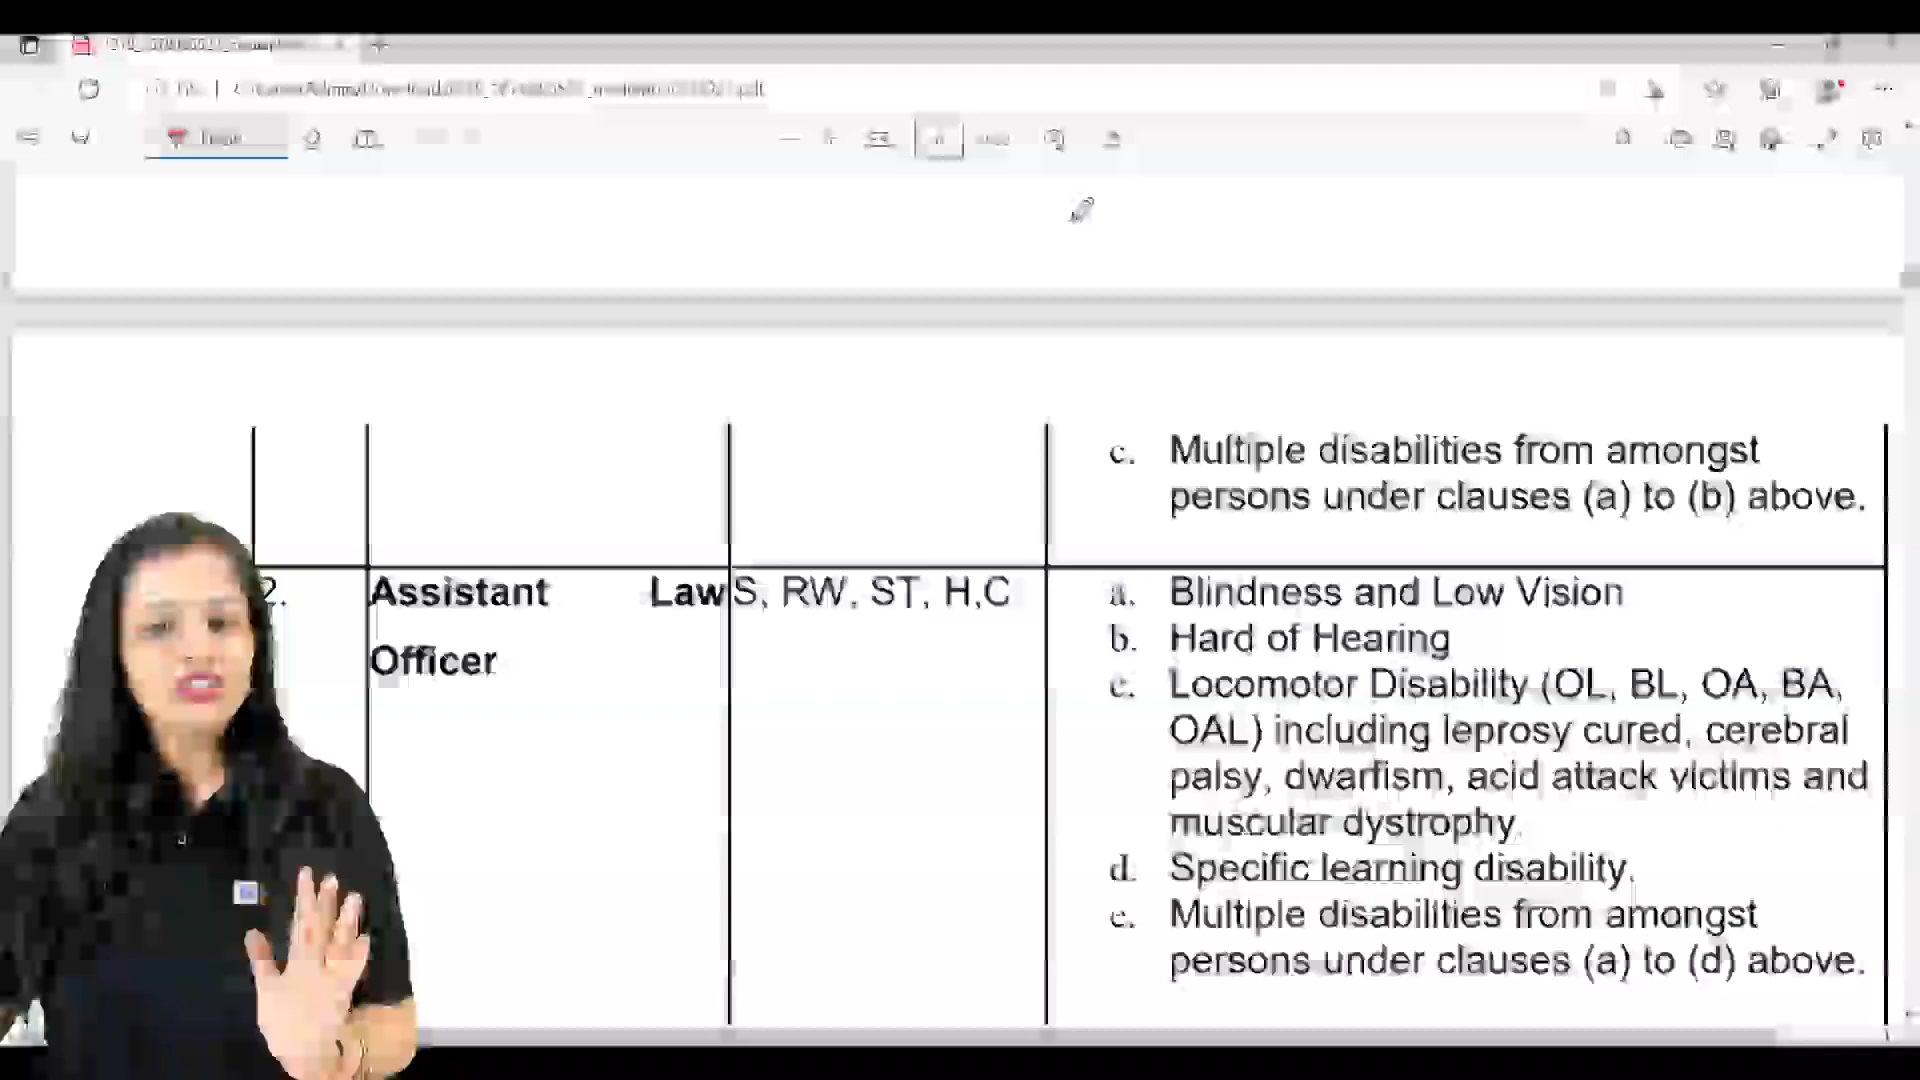 c. Multiple disabilities from amongst
persons under clauses (a) to (b) above.
2. Assistant Law S, RW, ST, H,C
Officer
a. Blindness and Low Vision
b. Hard of Hearing
c. Locomotor Disability (OL, BL, OA, BA,
OAL) including leprosy cured, cerebral
palsy, dwarfism, acid attack victims and
muscular dystrophy.
d. Specific learning disability.
e. Multiple disabilities from amongst
persons under clauses (a) to (d) above.